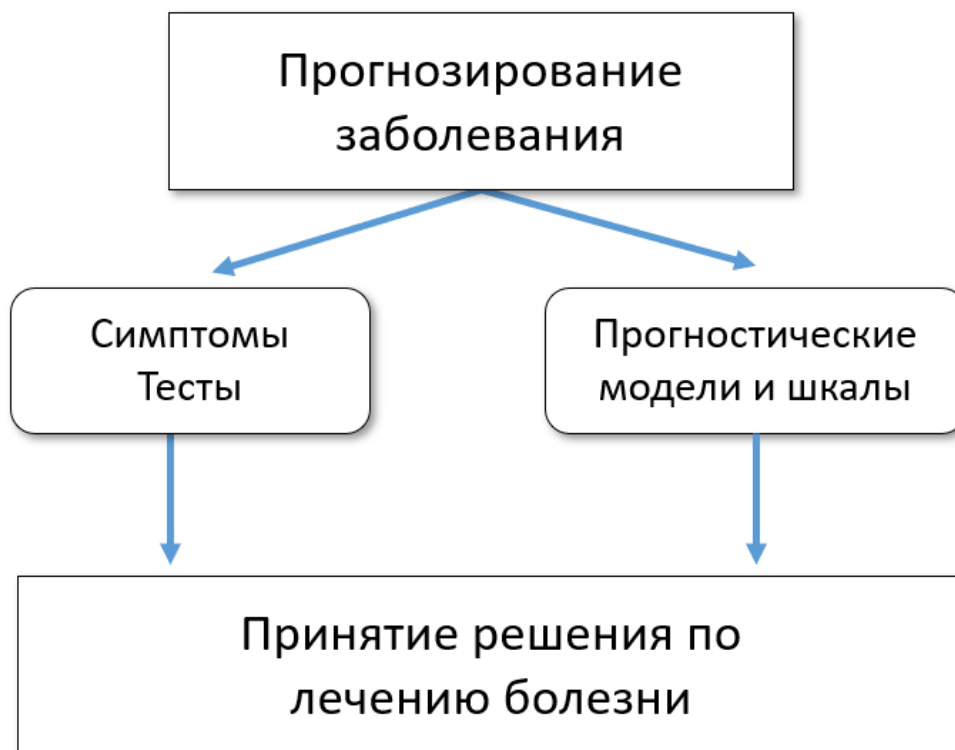 Прогнозирование
заболевания
Симптомы
Тесты
Прогностические
модели и шкалы
Принятие решения по
лечению болезни